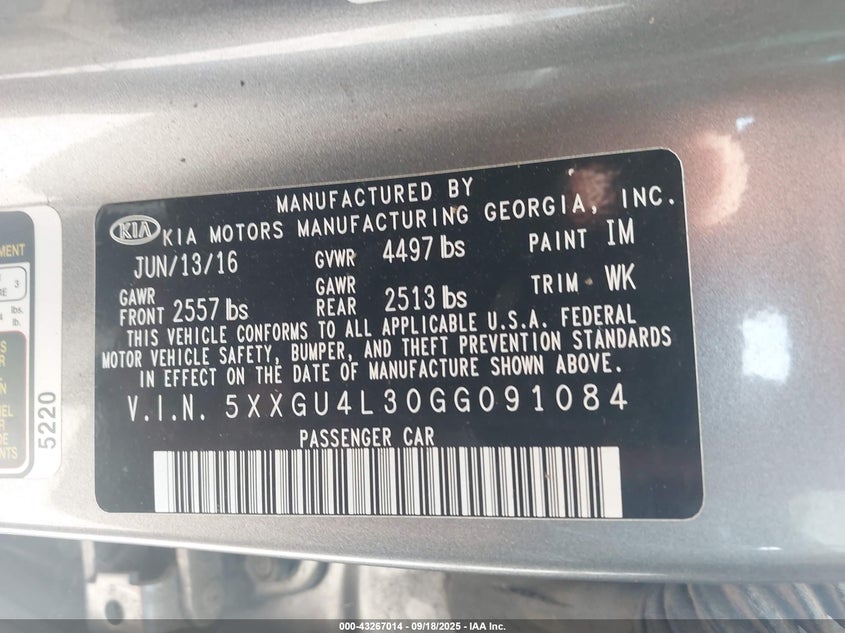 MANUFACTURED BY
KIA KIA MOTORS MANUFACTURING GEORGIA, INC.
JUN/13/16 GVWR 4497 lbs PAINT IM
GAWR FRONT 2557 lbs GAWR REAR 2513 lbs TRIM WK
THIS VEHICLE CONFORMS TO ALL APPLICABLE U.S.A. FEDERAL
MOTOR VEHICLE SAFETY, BUMPER, AND THEFT PREVENTION STANDARDS
IN EFFECT ON THE DATE OF MANUFACTURE SHOWN ABOVE.
V.I.N. 5XXGU4L30GG091084
PASSENGER CAR
5220
3
lbs.
lb.
000-43267014 - 09/18/2025 - IAA Inc.